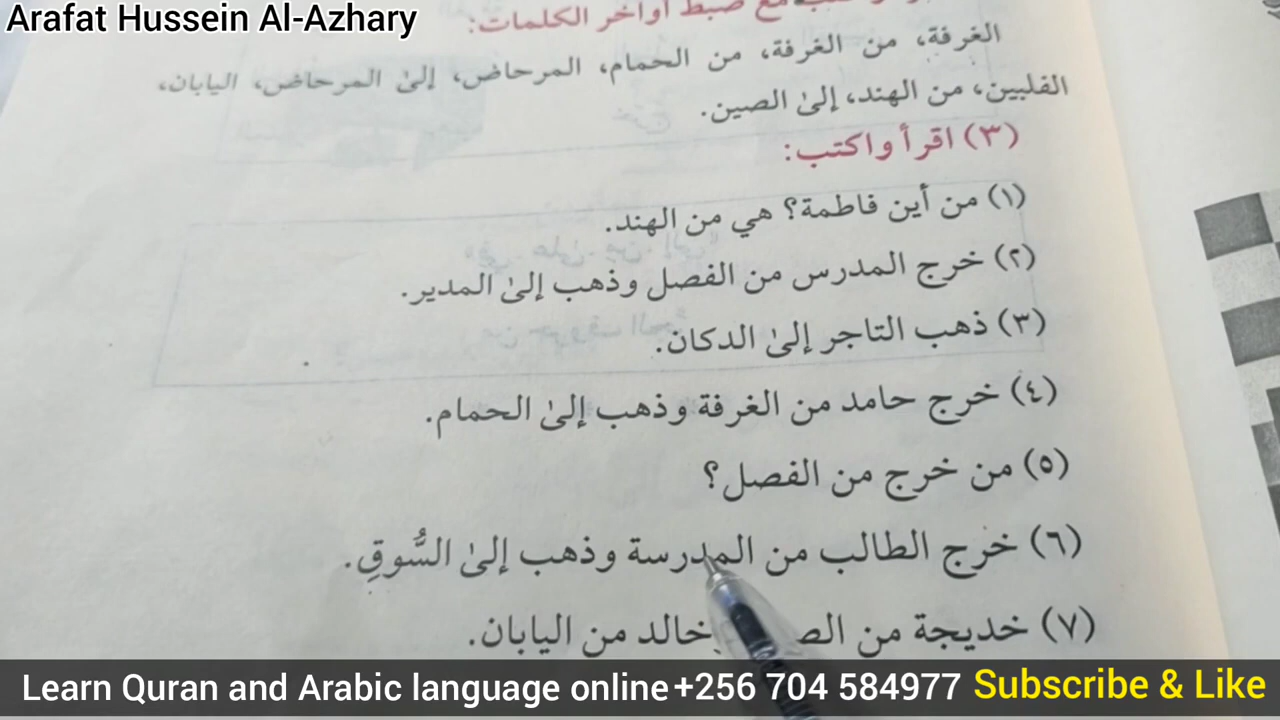 Arafat Hussein Al-Azhary
مع ضبط أواخر الكلمات:
الغرفة، من الغرفة، من الحمام، المرحاض، إلىٰ المرحاض، اليابان،
الفلبين، من الهند، إلىٰ الصين.
(٣) اقرأ واكتب:
(١) من أين فاطمة؟ هي من الهند.
(٢) خرج المدرس من الفصل وذهب إلىٰ المدير.
(٣) ذهب التاجر إلىٰ الدكان.
(٤) خرج حامد من الغرفة وذهب إلىٰ الحمام.
(٥) من خرج من الفصل؟
(٦) خرج الطالب من المدرسة وذهب إلىٰ السُّوقِ.
(٧) خديجة من خالد من اليابان.
Learn Quran and Arabic language online +256 704 584977 Subscribe & Like